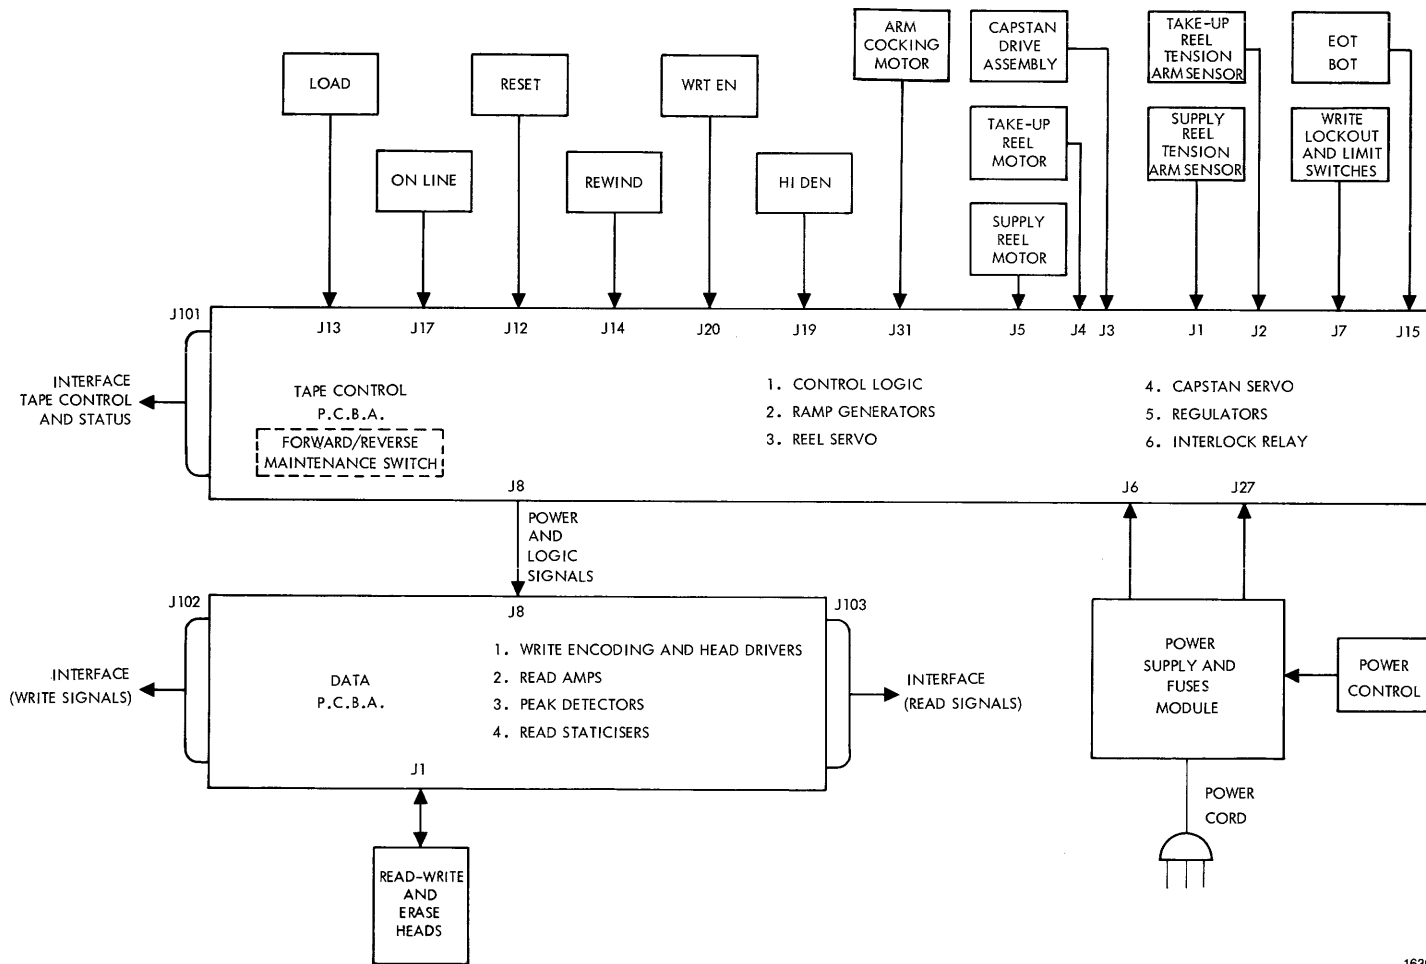 LOAD
ON LINE
RESET
REWIND
WRT EN
HI DEN
ARM
COCKING
MOTOR
CAPSTAN
DRIVE
ASSEMBLY
TAKE-UP
REEL
MOTOR
SUPPLY
REEL
MOTOR
TAKE-UP
REEL
TENSION
ARM SENSOR
SUPPLY
REEL
TENSION
ARM SENSOR
EOT
BOT
WRITE
LOCKOUT
AND LIMIT
SWITCHES
J101
J13
J17
J12
J14
J20
J19
J31
J5
J4
J3
J1
J2
J7
J15
INTERFACE
TAPE CONTROL
AND STATUS
TAPE CONTROL
P.C.B.A.
FORWARD/REVERSE
MAINTENANCE SWITCH
1. CONTROL LOGIC
2. RAMP GENERATORS
3. REEL SERVO
4. CAPSTAN SERVO
5. REGULATORS
6. INTERLOCK RELAY
J8
J6
J27
POWER
AND
LOGIC
SIGNALS
J102
J8
J103
INTERFACE
(WRITE SIGNALS)
DATA
P.C.B.A.
1. WRITE ENCODING AND HEAD DRIVERS
2. READ AMPS
3. PEAK DETECTORS
4. READ STATICISERS
INTERFACE
(READ SIGNALS)
J1
READ-WRITE
AND
ERASE
HEADS
POWER
SUPPLY AND
FUSES
MODULE
POWER
CONTROL
POWER
CORD